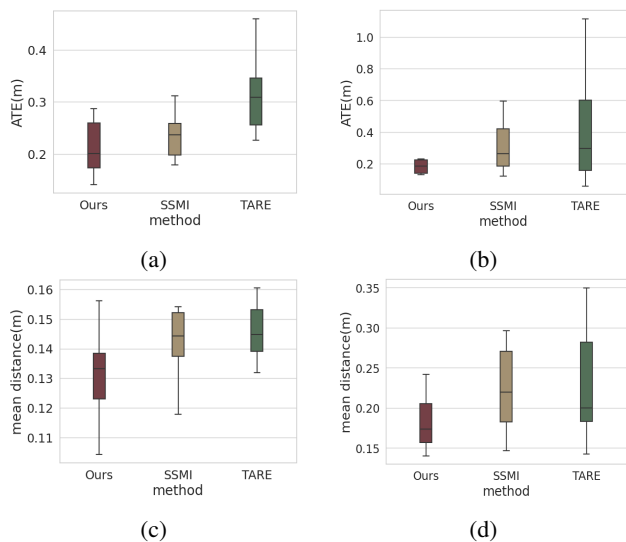 ATE(m)
0.4
0.3
0.2
Ours SSMI TARE
method
(a)
ATE(m)
1.0
0.8
0.6
0.4
0.2
Ours SSMI TARE
method
(b)
mean distance(m)
0.16
0.15
0.14
0.13
0.12
0.11
Ours SSMI TARE
method
(c)
mean distance(m)
0.35
0.30
0.25
0.20
0.15
Ours SSMI TARE
method
(d)